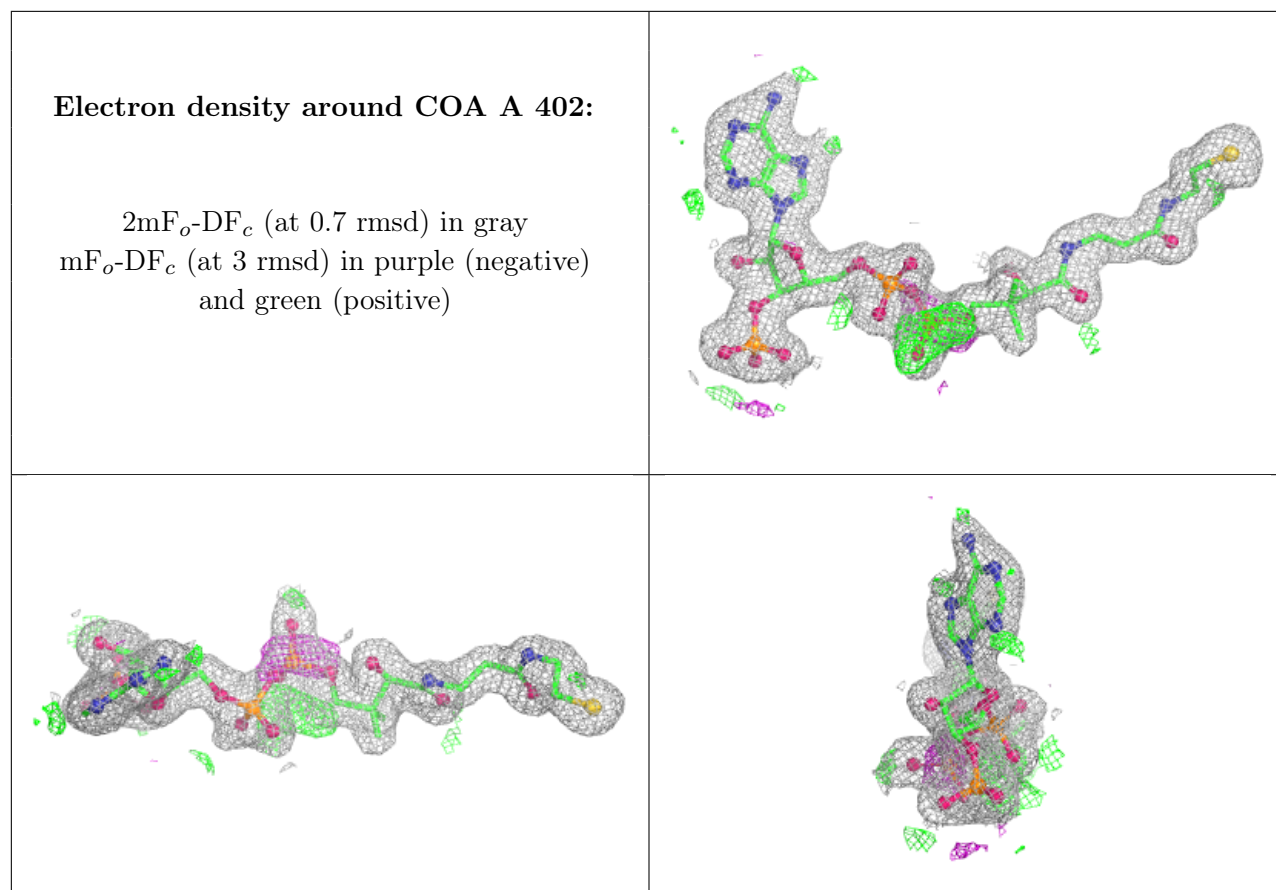 Electron density around COA A 402:
2mFₒ-DF𝑐 (at 0.7 rmsd) in gray
mFₒ-DF𝑐 (at 3 rmsd) in purple (negative)
and green (positive)